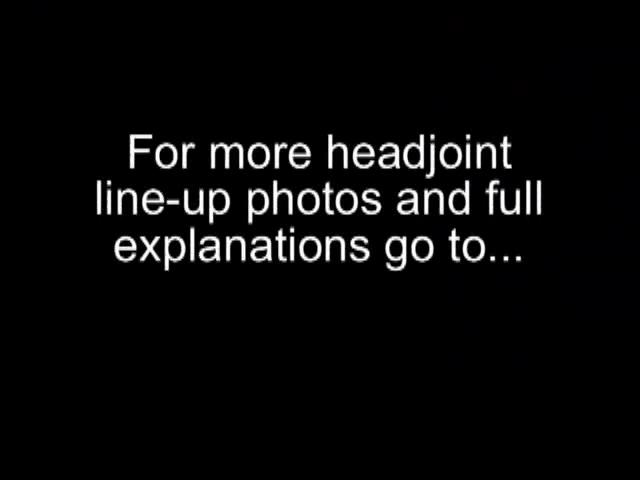 For more headjoint
line-up photos and full
explanations go to...